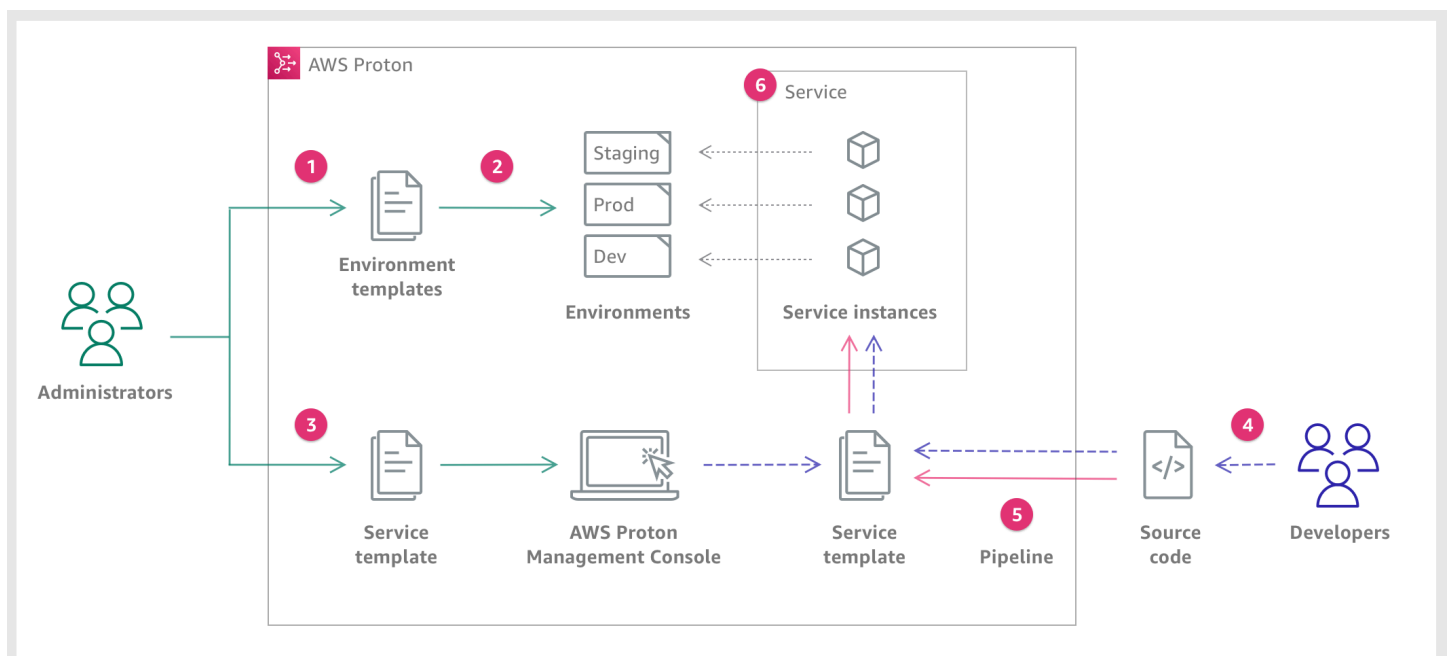 AWS Proton
6
Service
1
2
Staging
Prod
Dev
Environment
templates
Environments
Service instances
Administrators
3
4
Service
template
AWS Proton
Management Console
Service
template
5
Pipeline
</>
Source
code
Developers